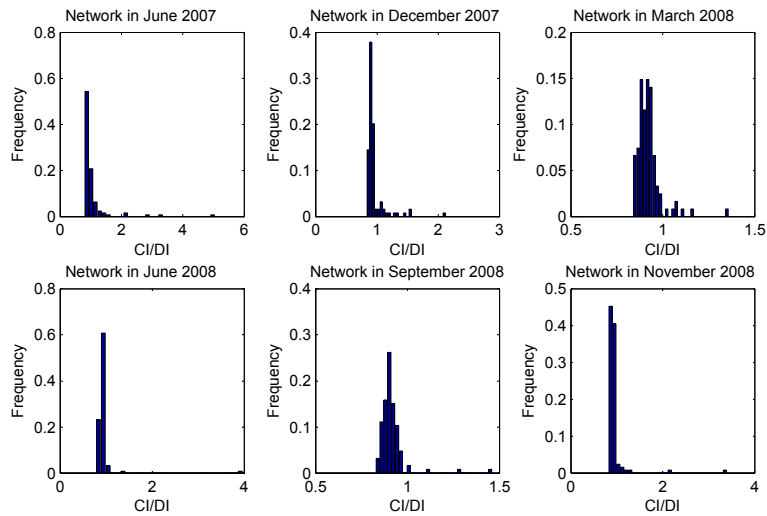 Network in June 2007
0.8
0.6
0.4
0.2
0
Frequency
0 2 4 6
CI/DI
Network in December 2007
0.4
0.3
0.2
0.1
0
Frequency
0 1 2 3
CI/DI
Network in March 2008
0.2
0.15
0.1
0.05
0
Frequency
0.5 1 1.5
CI/DI
Network in June 2008
0.8
0.6
0.4
0.2
0
Frequency
0 2 4
CI/DI
Network in September 2008
0.4
0.3
0.2
0.1
0
Frequency
0.5 1 1.5
CI/DI
Network in November 2008
0.5
0.4
0.3
0.2
0.1
0
Frequency
0 2 4
CI/DI